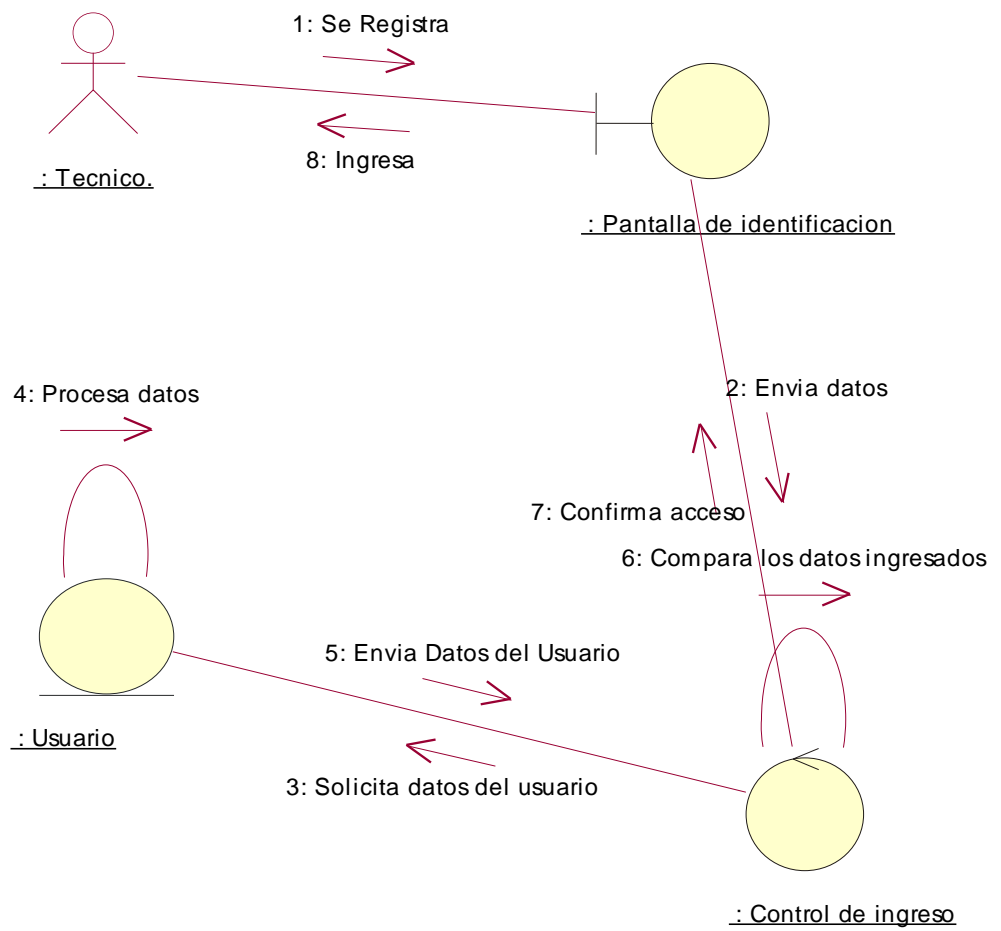 1: Se Registra
8: Ingresa
: Tecnico.
: Pantalla de identificacion
4: Procesa datos
2: Envia datos
7: Confirma acceso
6: Compara los datos ingresados
5: Envia Datos del Usuario
: Usuario
3: Solicita datos del usuario
: Control de ingreso